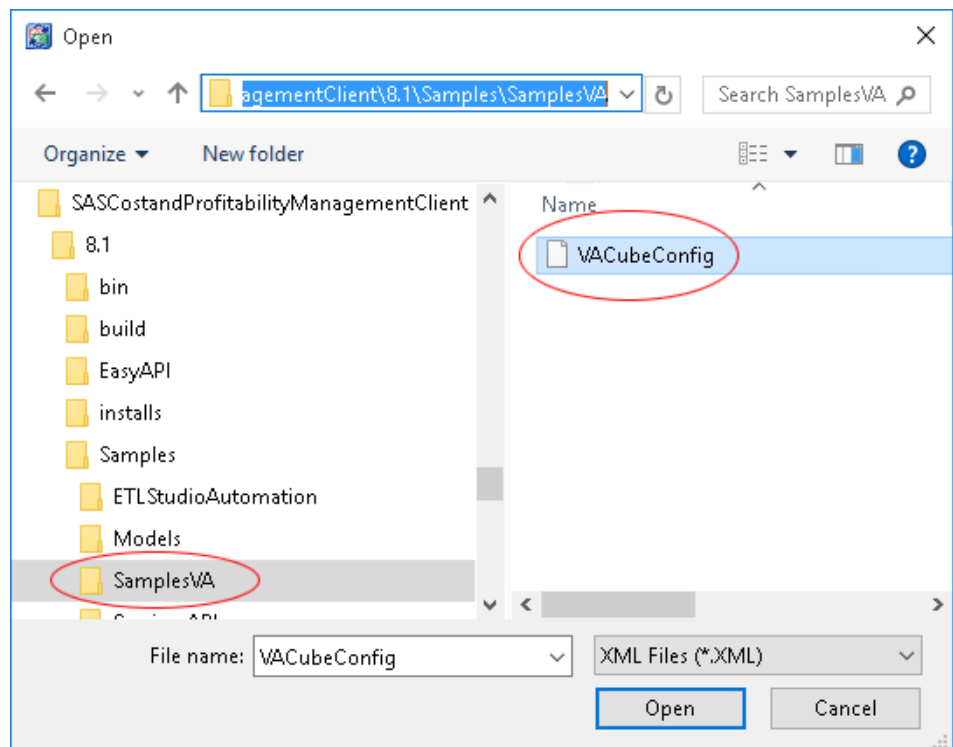 Open
agementClient\8.1\Samples\SamplesVA
Search SamplesVA
Organize
New folder
SASCostandProfitabilityManagementClient
Name
8.1
VACubeConfig
bin
build
EasyAPI
installs
Samples
ETLStudioAutomation
Models
SamplesVA
File name:
VACubeConfig
XML Files (*.XML)
Open
Cancel